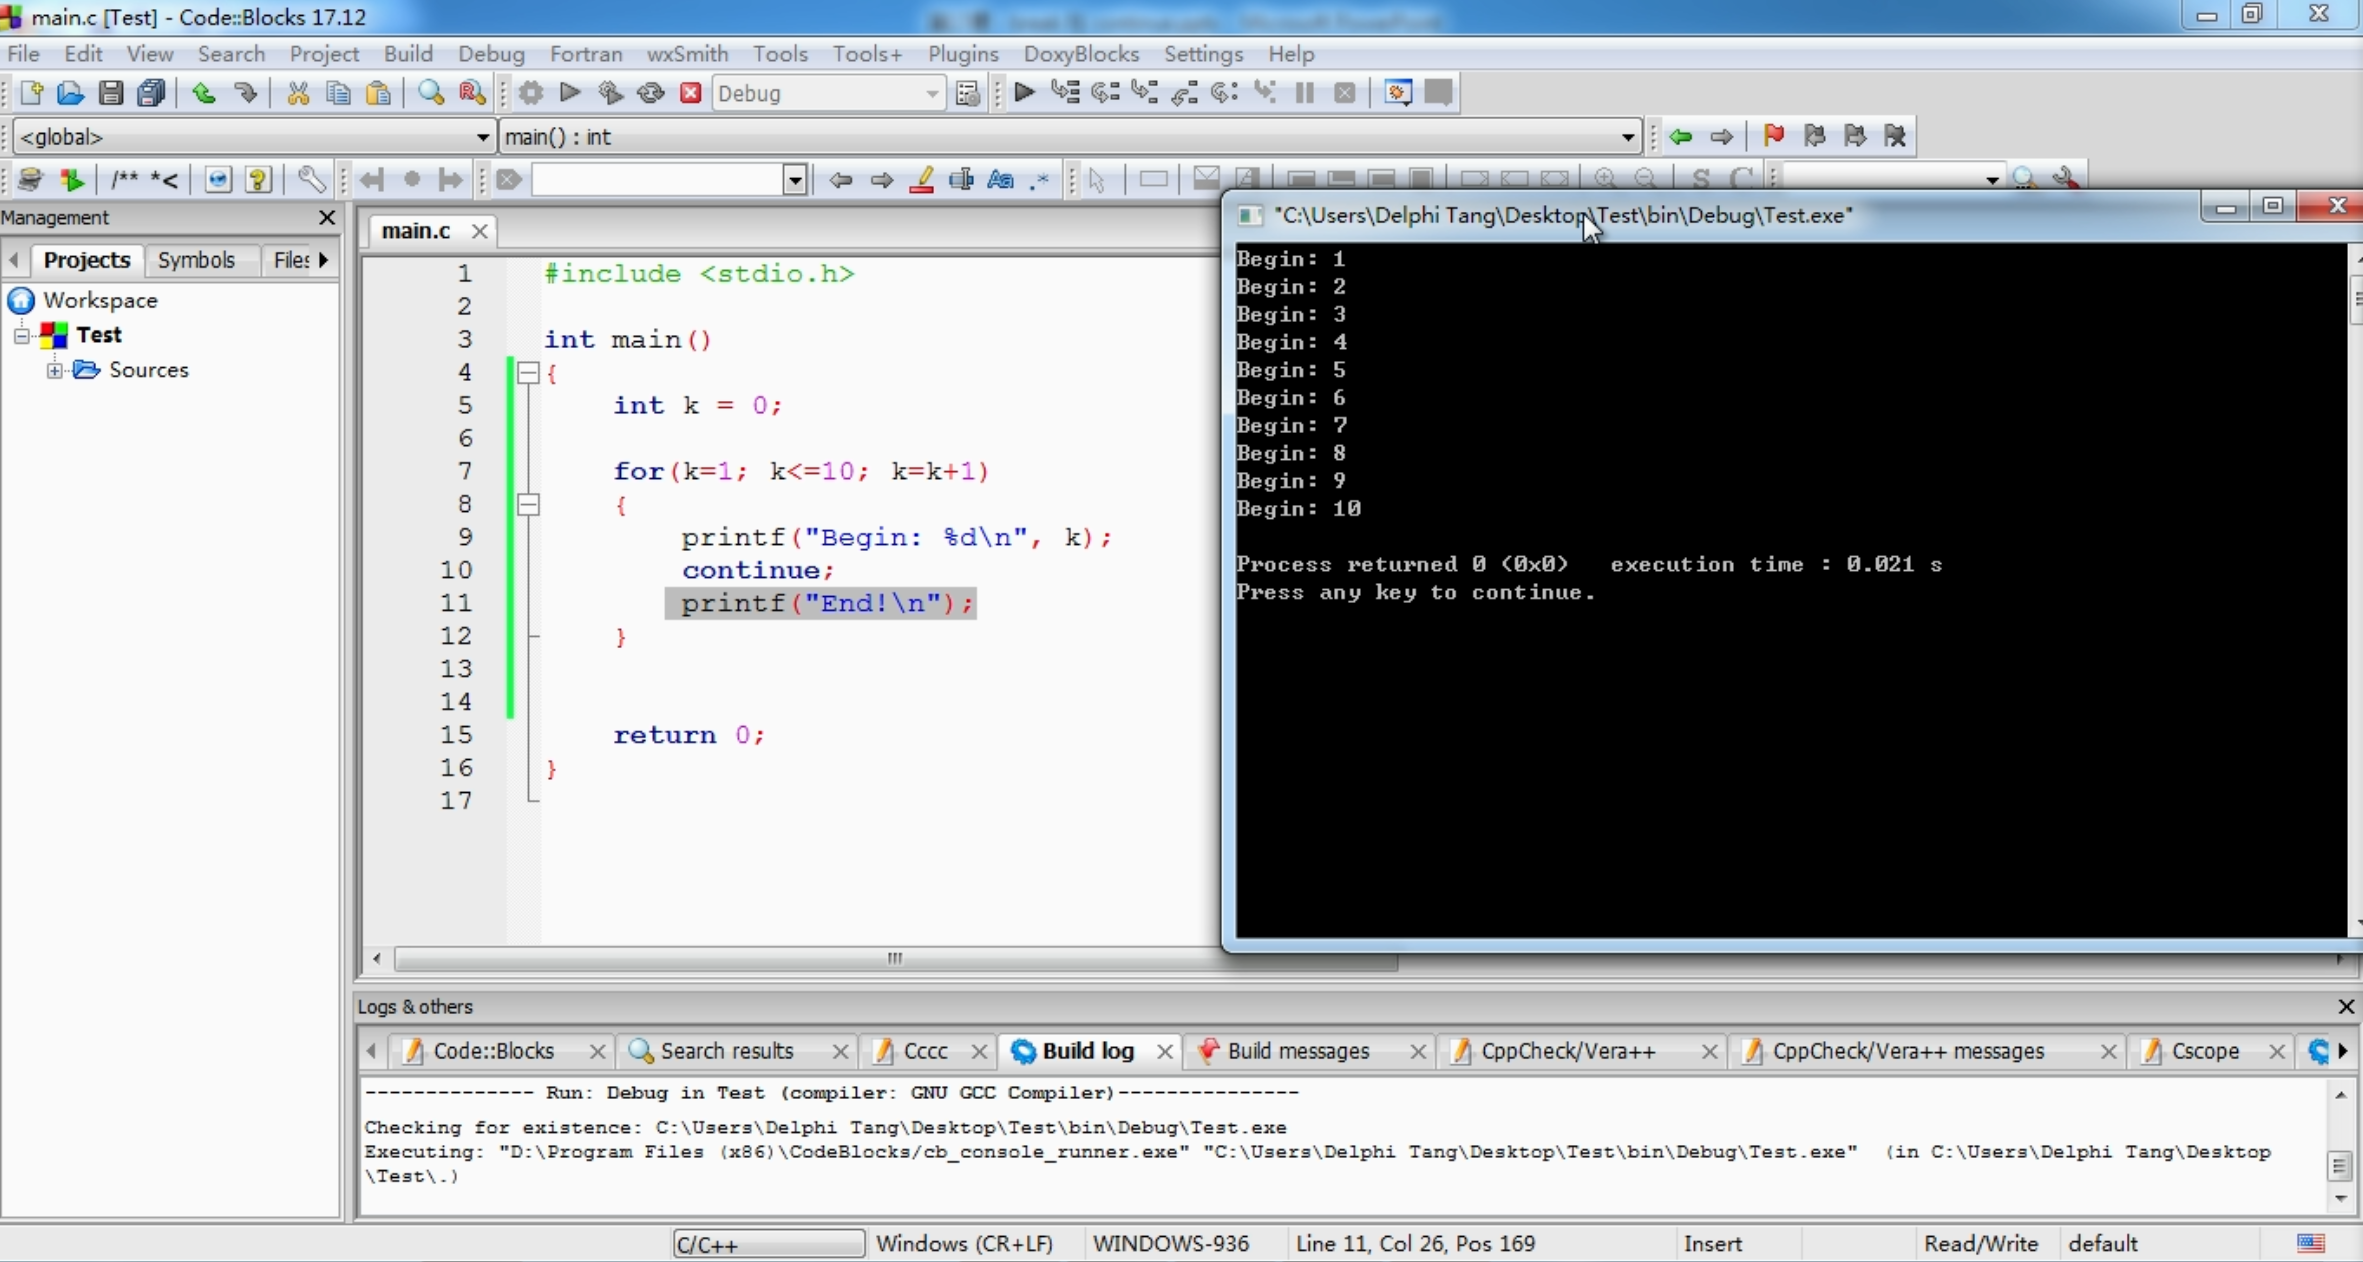 main.c [Test] - Code::Blocks 17.12
File Edit View Search Project Build Debug Fortran wxSmith Tools Tools+ Plugins DoxyBlocks Settings Help
Debug
<global> main() : int
/** *<
Aa .* S C
Management
main.c
"C:\Users\Delphi Tang\Desktop\Test\bin\Debug\Test.exe"
Projects Symbols Files
Workspace
Test
Sources
1 #include <stdio.h>
2
3 int main()
4 {
5 int k = 0;
6
7 for(k=1; k<=10; k=k+1)
8 {
9 printf("Begin: %d\n", k);
10 continue;
11 printf("End!\n");
12 }
13
14
15 return 0;
16 }
17
Begin: 1
Begin: 2
Begin: 3
Begin: 4
Begin: 5
Begin: 6
Begin: 7
Begin: 8
Begin: 9
Begin: 10
Process returned 0 (0x0) execution time : 0.021 s
Press any key to continue.
Logs & others
Code::Blocks Search results Cccc Build log Build messages CppCheck/Vera++ CppCheck/Vera++ messages Cscope
-------------- Run: Debug in Test (compiler: GNU GCC Compiler)---------------
Checking for existence: C:\Users\Delphi Tang\Desktop\Test\bin\Debug\Test.exe
Executing: "D:\Program Files (x86)\CodeBlocks/cb_console_runner.exe" "C:\Users\Delphi Tang\Desktop\Test\bin\Debug\Test.exe" (in C:\Users\Delphi Tang\Desktop
\Test\.)
C/C++ Windows (CR+LF) WINDOWS-936 Line 11, Col 26, Pos 169 Insert Read/Write default